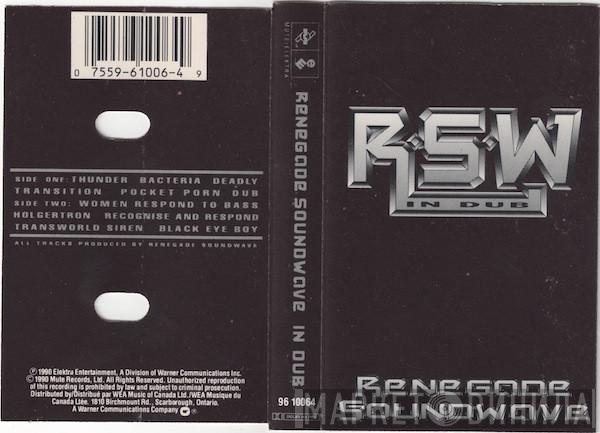 0 7559-61006-4 9
SIDE ONE: THUNDER BACTERIA DEADLY
TRANSITION POCKET PORN DUB
SIDE TWO: WOMEN RESPOND TO BASS
HOLGERTRON RECOGNISE AND RESPOND
TRANSWORLD SIREN BLACK EYE BOY
ALL TRACKS PRODUCED BY RENEGADE SOUNDWAVE
℗ 1990 Elektra Entertainment, A Division of Warner Communications Inc.
© 1990 Mute Records, Ltd. All Rights Reserved. Unauthorized reproduction
of this recording is prohibited by law and subject to criminal prosecution.
Distributed by/Distribué par WEA Music of Canada Ltd./WEA Musique du
Canada Ltée. 1810 Birchmount Rd., Scarborough, Ontario.
A Warner Communications Company
MUTE/ELEKTRA
RENEGADE SOUNDWAVE IN DUB
96 10064
R·S·W
IN DUB
RENEGADE
SOUNDWAVE